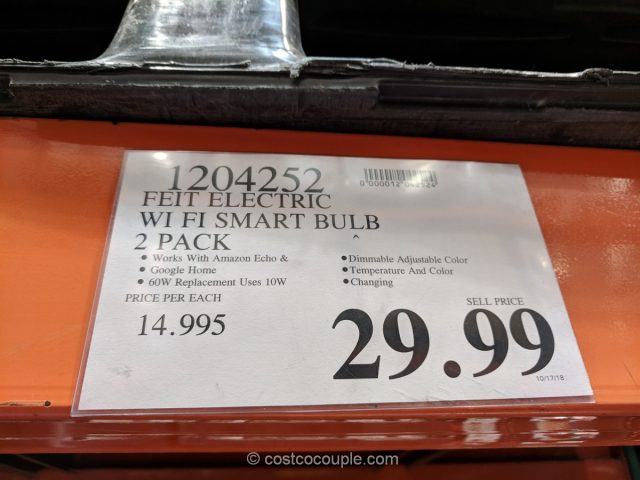 1204252
0000012 042524
FEIT ELECTRIC
WI FI SMART BULB
2 PACK
• Works With Amazon Echo &
• Google Home
• 60W Replacement Uses 10W
• Dimmable Adjustable Color
• Temperature And Color
• Changing
PRICE PER EACH
14.995
SELL PRICE
29.99
10/17/18
© costcocouple.com